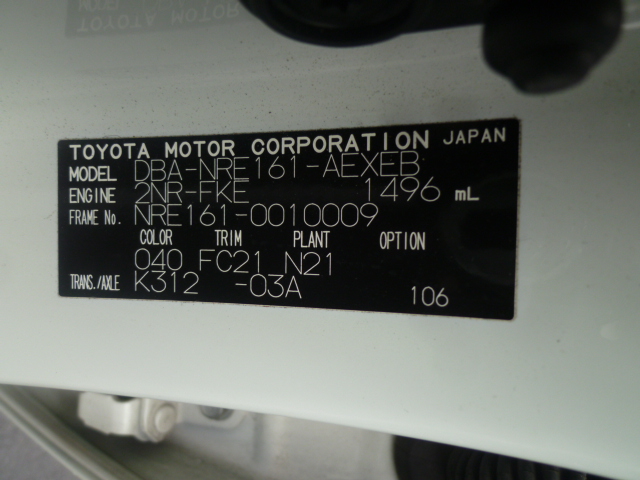 TOYOTA MOTOR CORPORATION JAPAN
MODEL DBA-NRE161-AEXEB
ENGINE 2NR-FKE 1496 mL
FRAME No. NRE161-0010009
COLOR TRIM PLANT OPTION
040 FC21 N21
TRANS./AXLE K312 -03A 106